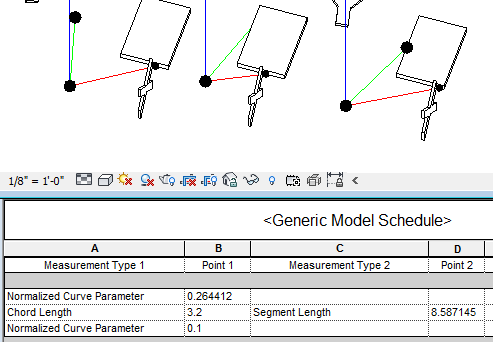 1/8" = 1'-0"
<Generic Model Schedule>
A B C D
Measurement Type 1 Point 1 Measurement Type 2 Point 2
Normalized Curve Parameter 0.264412
Chord Length 3.2 Segment Length 8.587145
Normalized Curve Parameter 0.1